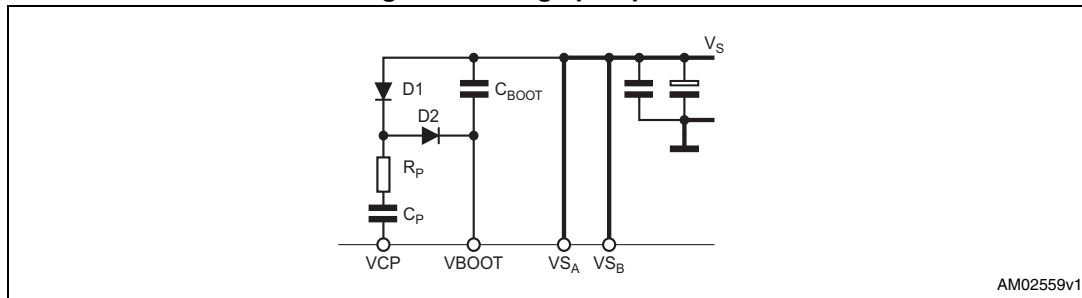 V_S
D1
C_BOOT
D2
R_P
C_P
VCP VBOOT VS_A VS_B
AM02559v1